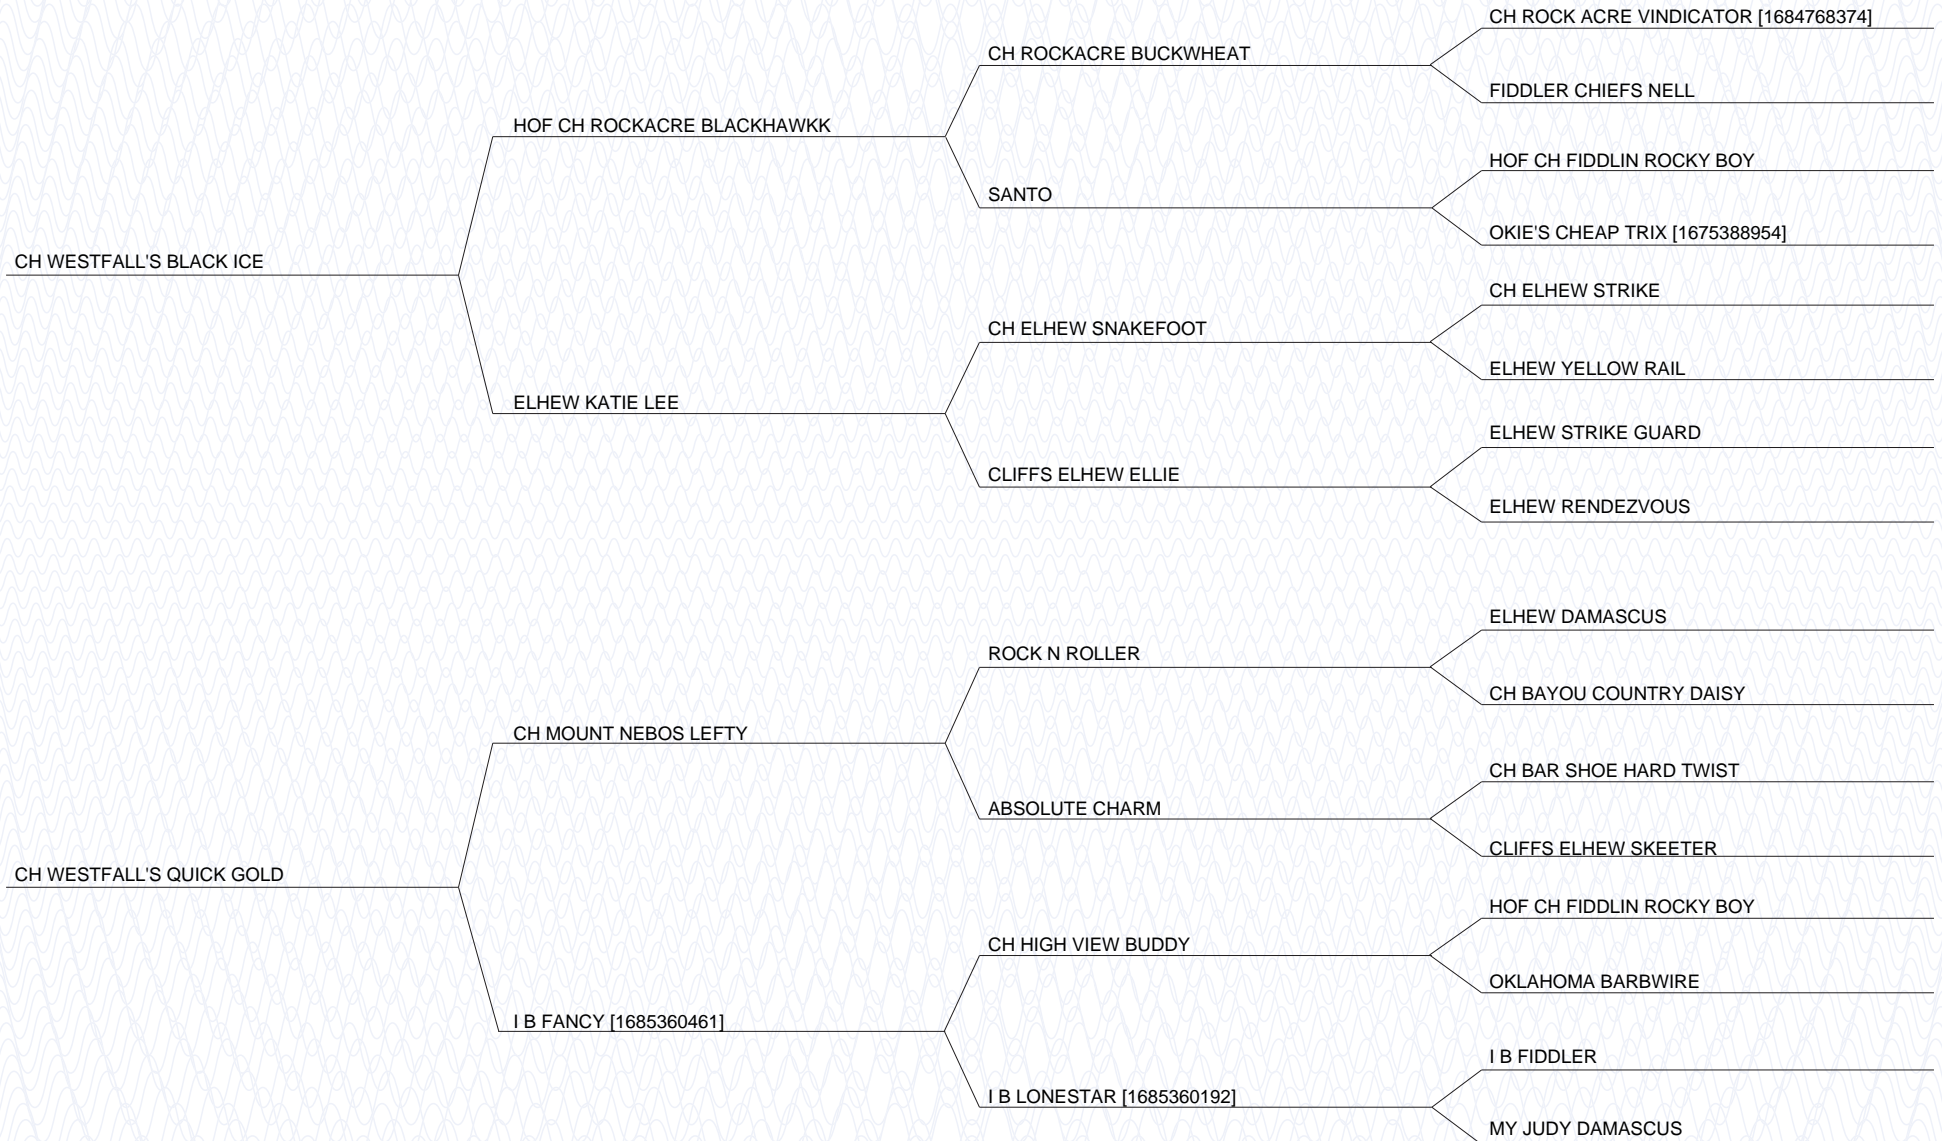 CH ROCK ACRE VINDICATOR [1684768374]
CH ROCKACRE BUCKWHEAT
FIDDLER CHIEFS NELL
HOF CH ROCKACRE BLACKHAWKK
HOF CH FIDDLIN ROCKY BOY
SANTO
OKIE'S CHEAP TRIX [1675388954]
CH WESTFALL'S BLACK ICE
CH ELHEW STRIKE
CH ELHEW SNAKEFOOT
ELHEW YELLOW RAIL
ELHEW KATIE LEE
ELHEW STRIKE GUARD
CLIFFS ELHEW ELLIE
ELHEW RENDEZVOUS
ELHEW DAMASCUS
ROCK N ROLLER
CH BAYOU COUNTRY DAISY
CH MOUNT NEBOS LEFTY
CH BAR SHOE HARD TWIST
ABSOLUTE CHARM
CLIFFS ELHEW SKEETER
CH WESTFALL'S QUICK GOLD
HOF CH FIDDLIN ROCKY BOY
CH HIGH VIEW BUDDY
OKLAHOMA BARBWIRE
I B FANCY [1685360461]
I B FIDDLER
I B LONESTAR [1685360192]
MY JUDY DAMASCUS